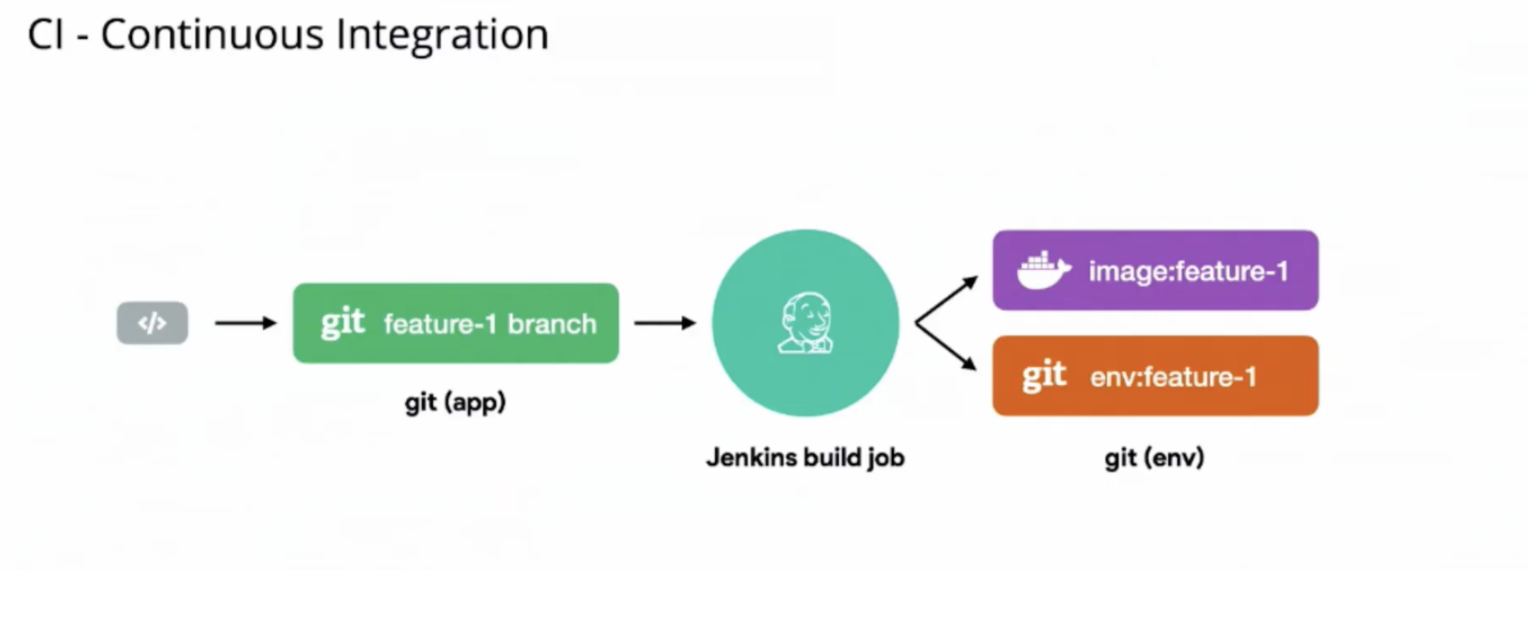 CI - Continuous Integration
</>
git feature-1 branch
git (app)
Jenkins build job
image:feature-1
git env:feature-1
git (env)